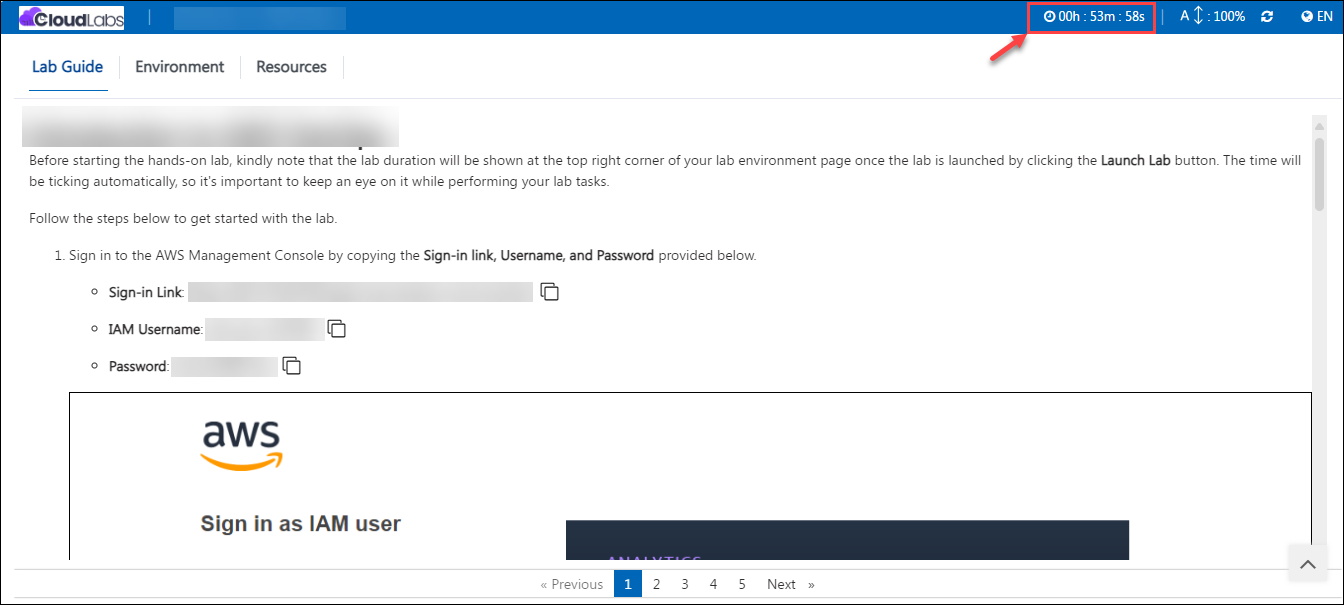 CloudLabs
00h : 53m : 58s
A : 100%
EN
Lab Guide
Environment
Resources
Before starting the hands-on lab, kindly note that the lab duration will be shown at the top right corner of your lab environment page once the lab is launched by clicking the Launch Lab button. The time will
be ticking automatically, so it's important to keep an eye on it while performing your lab tasks.
Follow the steps below to get started with the lab.
1. Sign in to the AWS Management Console by copying the Sign-in link, Username, and Password provided below.
Sign-in Link:
IAM Username:
Password:
aws
Sign in as IAM user
ANALYTICS
« Previous 1 2 3 4 5 Next »